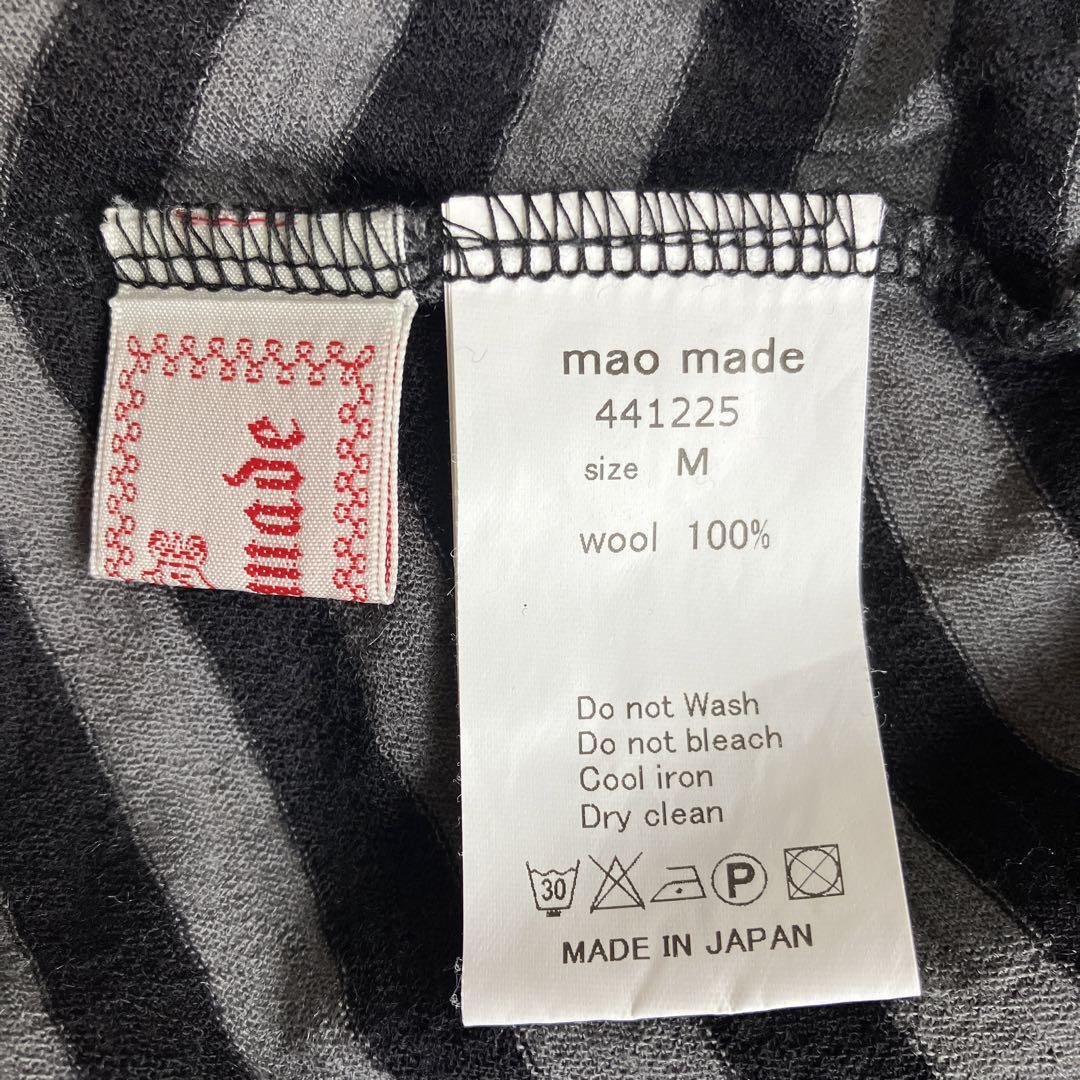 made
mao made
441225
size M
wool 100%
Do not Wash
Do not bleach
Cool iron
Dry clean
30 P
MADE IN JAPAN